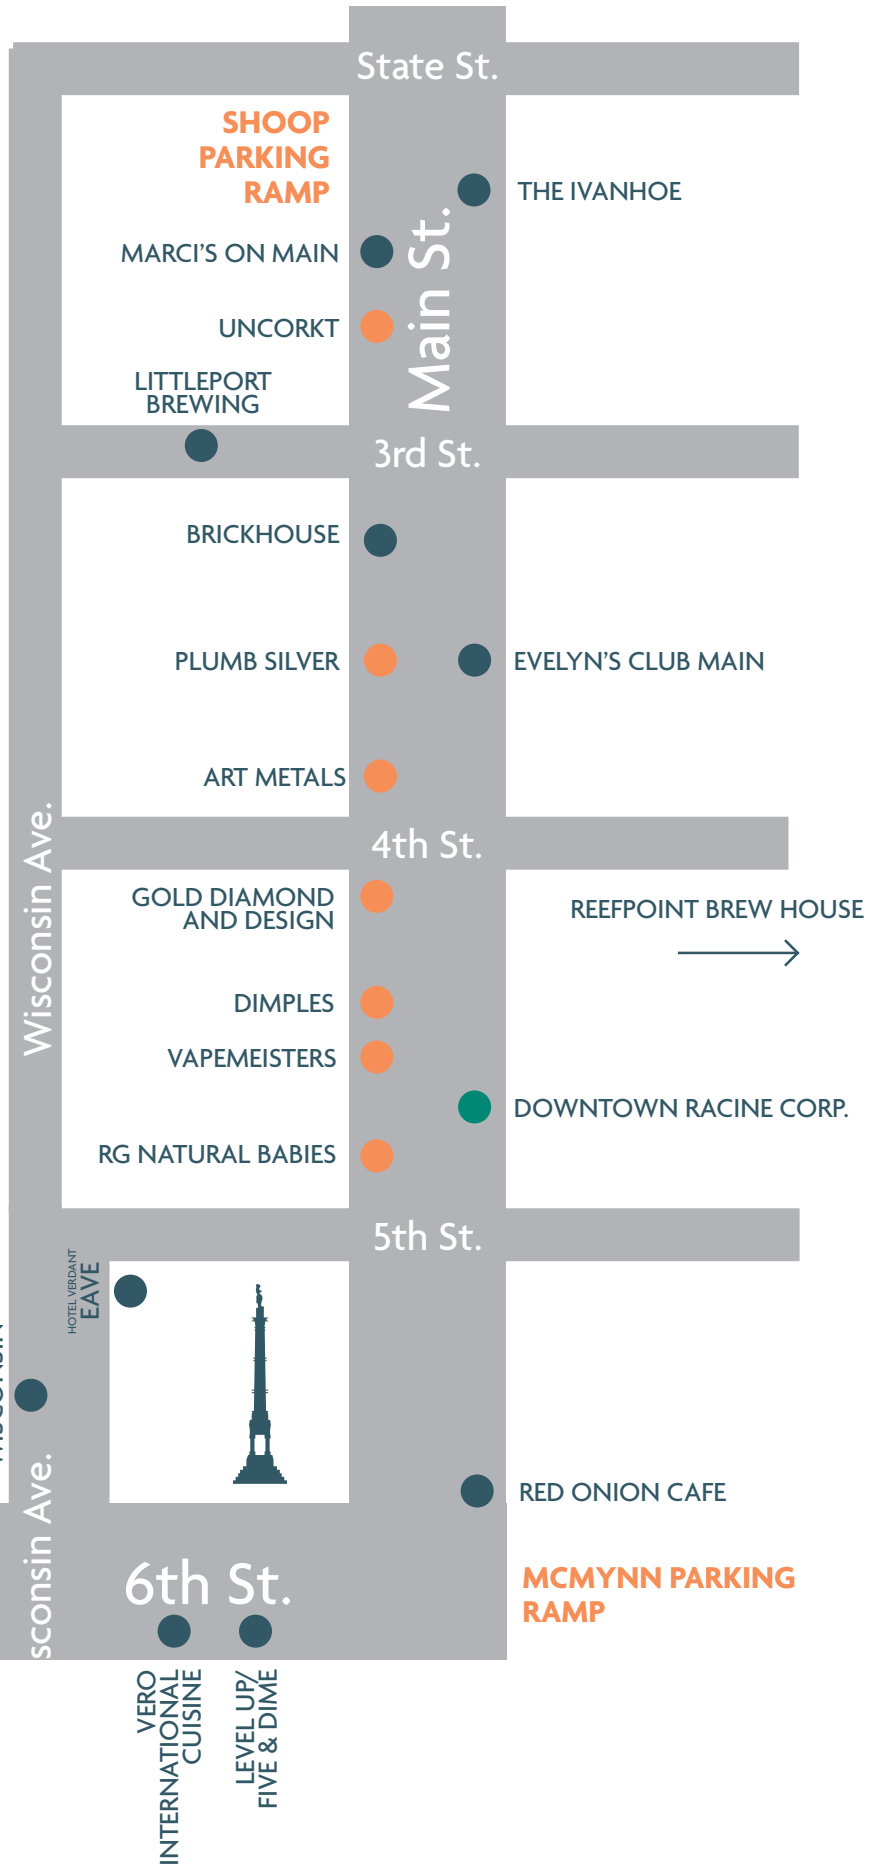 State St.
SHOOP
PARKING
RAMP
THE IVANHOE
Main St.
MARCI'S ON MAIN
UNCORKT
LITTLEPORT
BREWING
3rd St.
BRICKHOUSE
PLUMB SILVER
EVELYN'S CLUB MAIN
ART METALS
Wisconsin Ave.
4th St.
GOLD DIAMOND
AND DESIGN
REEFPOINT BREW HOUSE
DIMPLES
VAPEMEISTERS
DOWNTOWN RACINE CORP.
RG NATURAL BABIES
5th St.
HOTEL VERDANT
EAVE
sconsin Ave.
RED ONION CAFE
6th St.
MCMYNN PARKING
RAMP
VERO
INTERNATIONAL
CUISINE
LEVEL UP/
FIVE & DIME